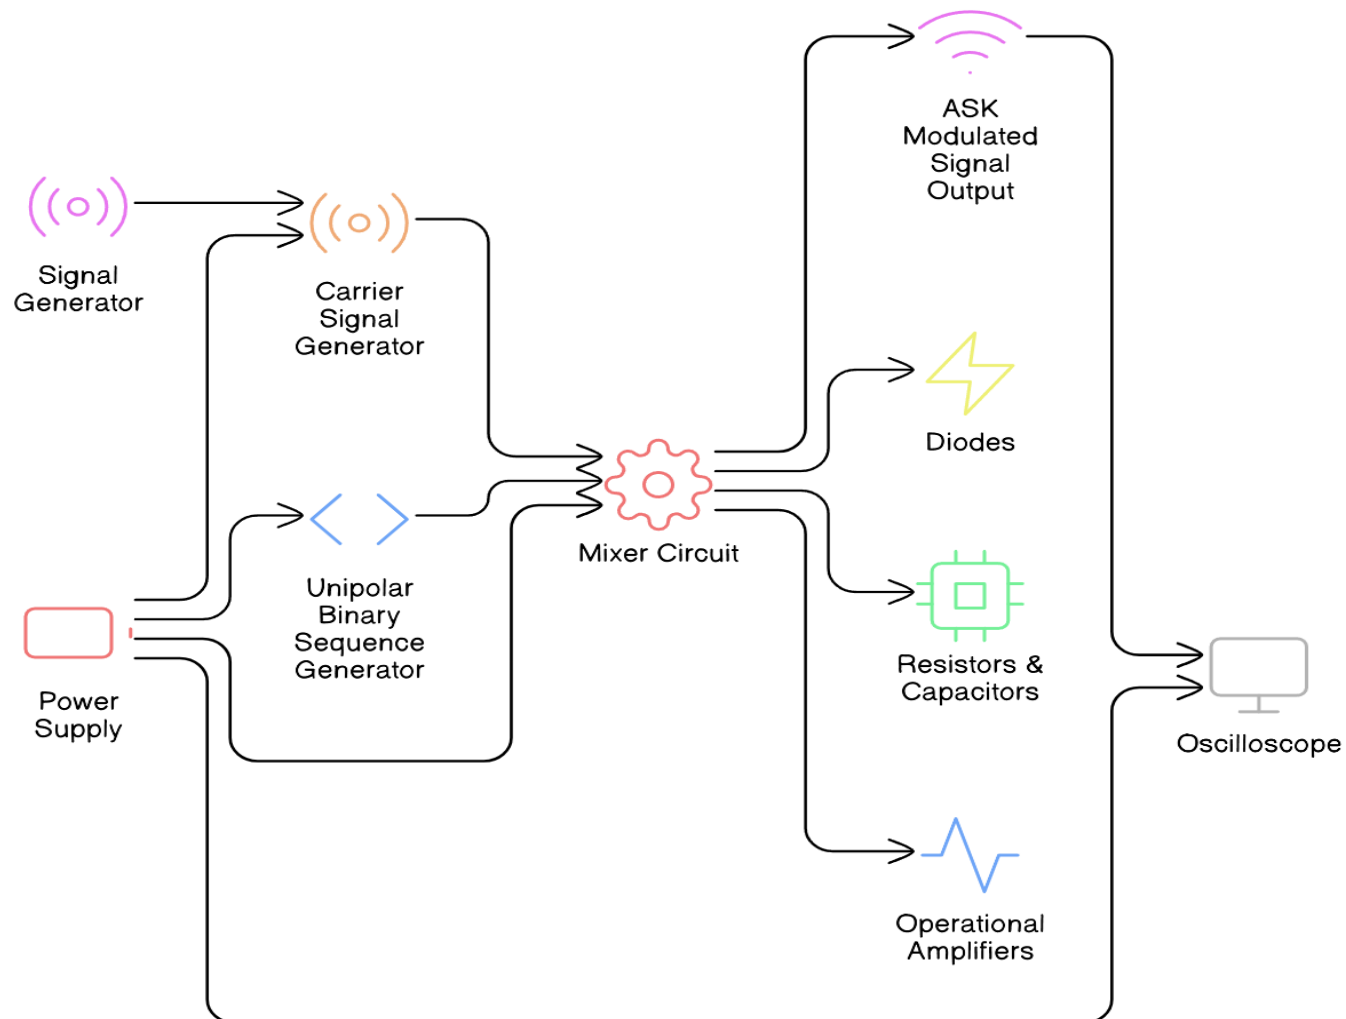 ASK
Modulated
Signal
Output
Signal
Generator
Carrier
Signal
Generator
Diodes
Mixer Circuit
Unipolar
Binary
Sequence
Generator
Resistors &
Capacitors
Power
Supply
Oscilloscope
Operational
Amplifiers